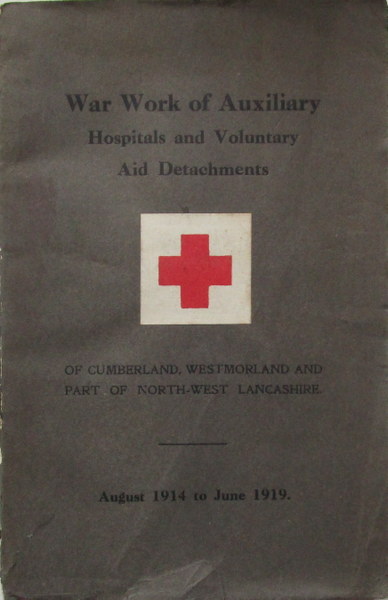 War Work of Auxiliary
Hospitals and Voluntary
Aid Detachments
OF CUMBERLAND, WESTMORLAND AND
PART OF NORTH-WEST LANCASHIRE.
August 1914 to June 1919.